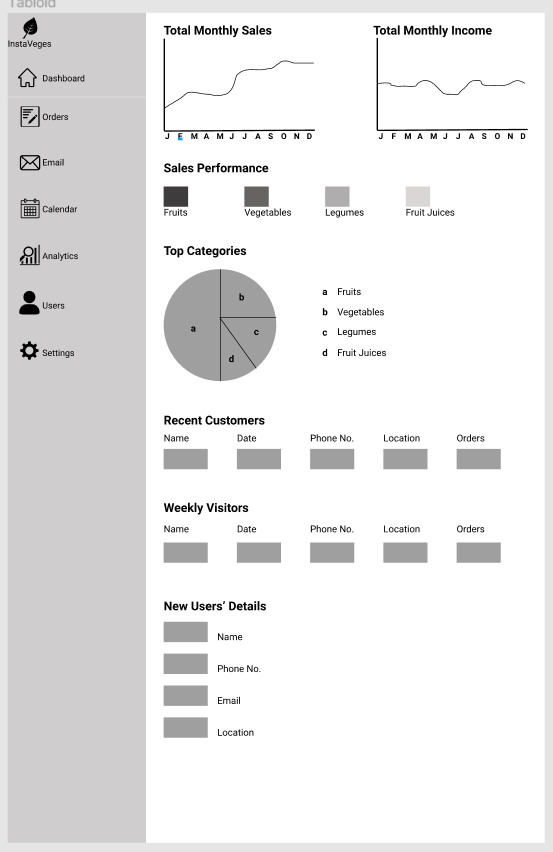 Tabloid
InstaVeges
Dashboard
Orders
Email
Calendar
Analytics
Users
Settings
Total Monthly Sales
J E M A M J J A S O N D
Total Monthly Income
J F M A M J J A S O N D
Sales Performance
Fruits Vegetables Legumes Fruit Juices
Top Categories
a
b
c
d
a Fruits
b Vegetables
c Legumes
d Fruit Juices
Recent Customers
Name Date Phone No. Location Orders
Weekly Visitors
Name Date Phone No. Location Orders
New Users’ Details
Name
Phone No.
Email
Location